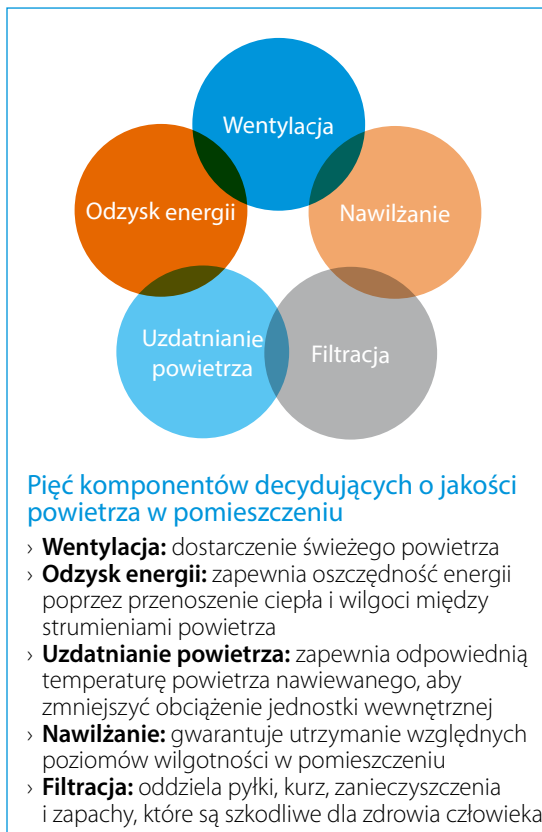 Wentylacja
Odzysk energii
Nawilżanie
Uzdatnianie
powietrza
Filtracja
Pięć komponentów decydujących o jakości
powietrza w pomieszczeniu
› Wentylacja: dostarczenie świeżego powietrza
› Odzysk energii: zapewnia oszczędność energii
poprzez przenoszenie ciepła i wilgoci między
strumieniami powietrza
› Uzdatnianie powietrza: zapewnia odpowiednią
temperaturę powietrza nawiewanego, aby
zmniejszyć obciążenie jednostki wewnętrznej
› Nawilżanie: gwarantuje utrzymanie względnych
poziomów wilgotności w pomieszczeniu
› Filtracja: oddziela pyłki, kurz, zanieczyszczenia
i zapachy, które są szkodliwe dla zdrowia człowieka